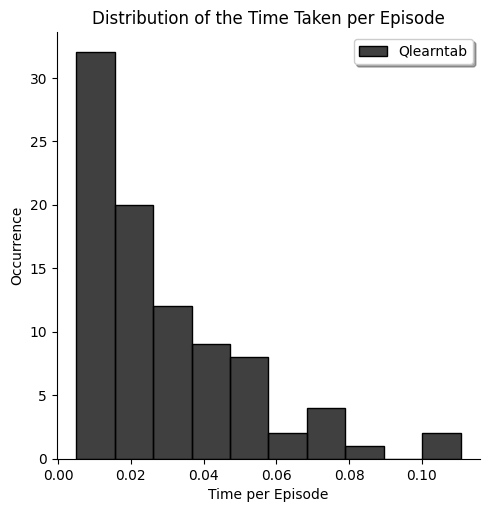 Distribution of the Time Taken per Episode
Qlearntab
30
25
20
15
10
5
0
Occurrence
0.00 0.02 0.04 0.06 0.08 0.10
Time per Episode